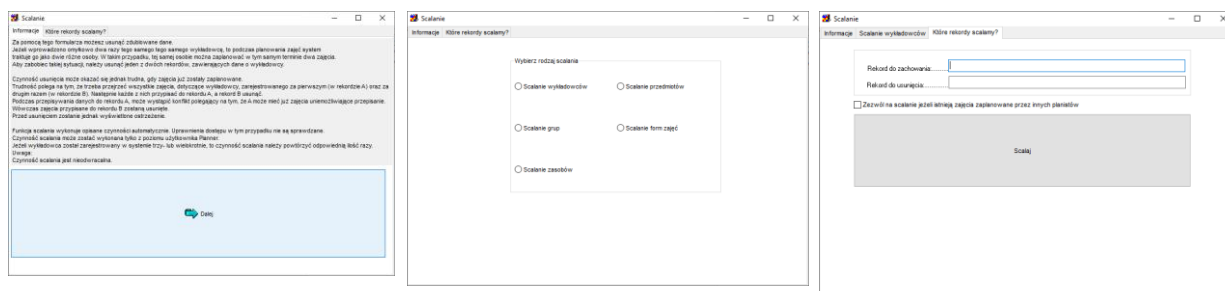 Scalanie
Informacje Które rekordy scalamy?
Za pomocą tego formularza możesz usunąć zdublowane dane.
Jeżeli wprowadzono omyłkowo dwa razy tego samego tego samego wykładowcę, to podczas planowania zajęć system
traktuje go jako dwie różne osoby. W takim przypadku, tej samej osobie można zaplanować w tym samym terminie dwa zajęcia.
Aby zabobiec takiej sytuacji, należy usunąć jeden z dwóch rekordów, zawierających dane o wykładowcy.
Czynność usunięcia może okazać się jednak trudna, gdy zajęcia już zostały zaplanowane.
Trudność polega na tym, że trzeba przejrzeć wszystkie zajęcia, dotyczące wykładowcy, zarejestrowanego za pierwszym (w rekordzie A) oraz za
drugim razem (w rekordzie B). Następnie każde z nich przypisać do rekordu A, a rekord B usunąć.
Podczas przepisywania danych do rekordu A, może wystąpić konflikt polegający na tym, że A może mieć już zajęcia uniemożliwiające przepisanie.
Wówczas zajęcia przypisane do rekordu B zostaną usunięte.
Przed usunięciem zostanie jednak wyświetlone ostrzeżenie.
Funkcja scalania wykonuje opisane czynności automatycznie. Uprawnienia dostępu w tym przypadku nie są sprawdzane.
Czynność scalania może zostać wykonana tylko z poziomu użytkownika Planner.
Jeżeli wykładowca został zarejestrowany w systemie trzy- lub wielokrotnie, to czynność scalania należy powtórzyć odpowiednią ilość razy.
Uwaga:
Czynność scalania jest nieodwracalna.
Dalej
Scalanie
Informacje Które rekordy scalamy?
Wybierz rodzaj scalania
Scalanie wykładowców Scalanie przedmiotów
Scalanie grup Scalanie form zajęć
Scalanie zasobów
Scalanie
Informacje Scalanie wykładowców Które rekordy scalamy?
Rekord do zachowania:
Rekord do usunięcia:
Zezwól na scalanie jeżeli istnieją zajęcia zaplanowane przez innych planistów
Scalaj